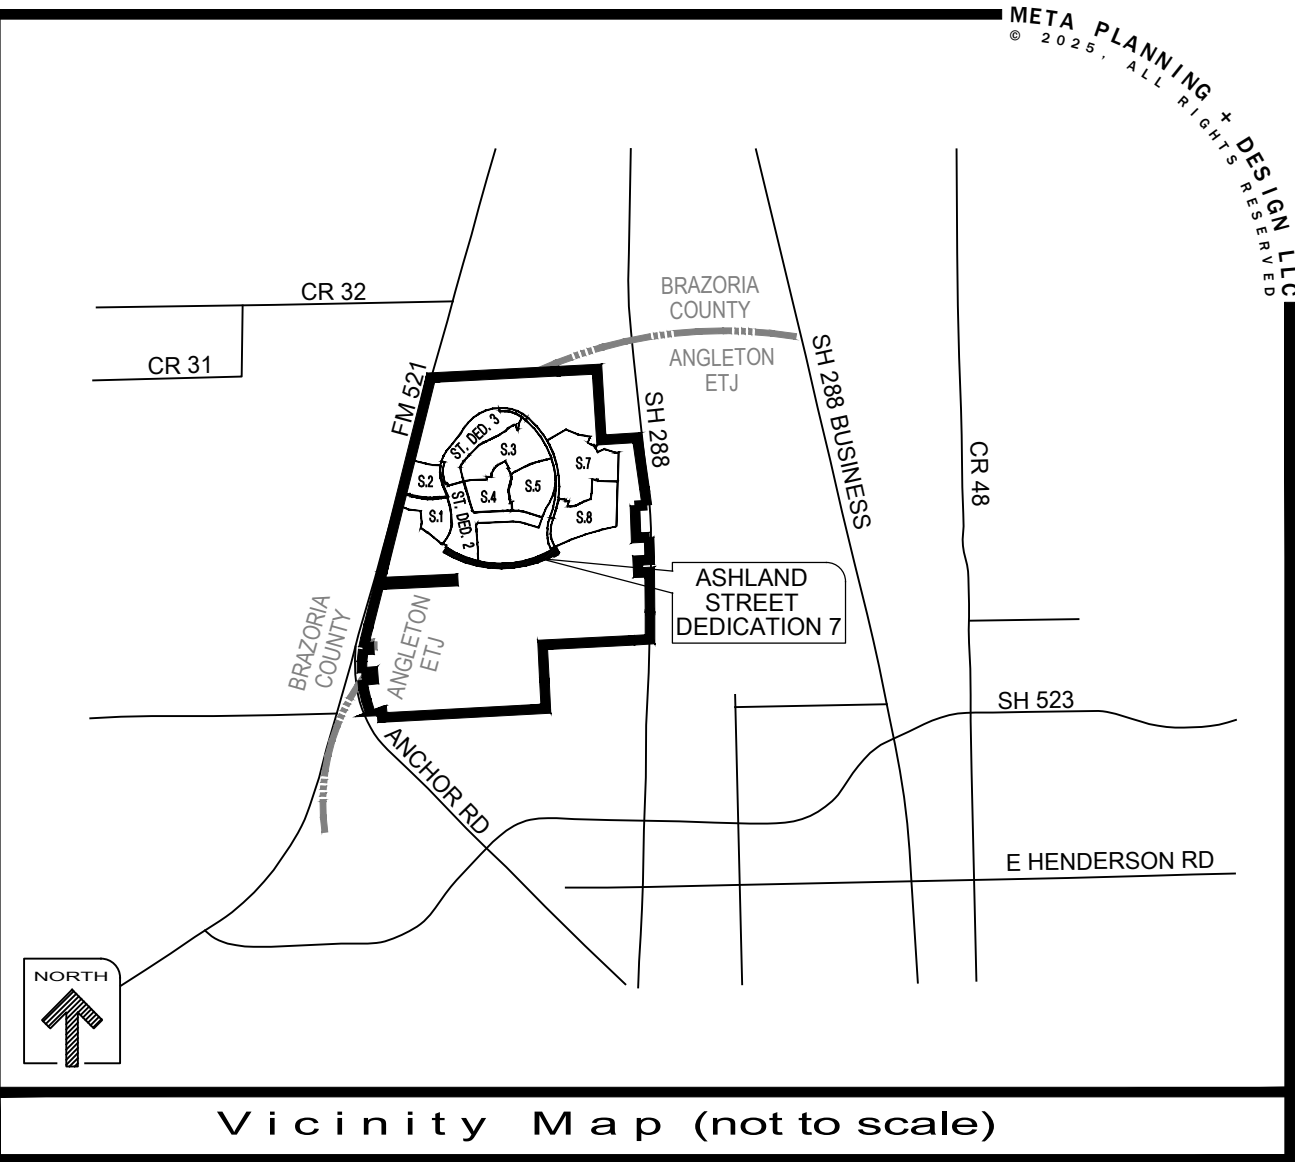 META PLANNING + DESIGN LLC
© 2025, ALL RIGHTS RESERVED
CR 32
CR 31
FM 521
BRAZORIA
COUNTY
ANGLETON
ETJ
SH 288
SH 288 BUSINESS
CR 48
ST. DED. 3
S.3
S.7
S.2
S.4
S.5
S.1
ST. DED. 2
S.8
ASHLAND
STREET
DEDICATION 7
BRAZORIA
COUNTY
ANGLETON
ETJ
SH 523
ANCHOR RD
E HENDERSON RD
NORTH
Vicinity Map (not to scale)